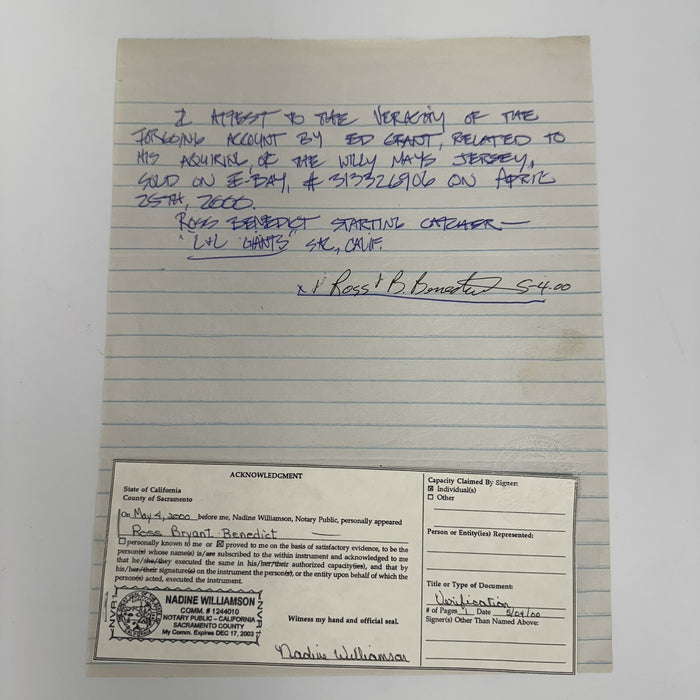 I ATTEST TO THE VERACITY OF THE
FORGOING ACCOUNT BY ED GRANT, RELATED TO
HIS AQUIRING, OF THE WILLY MAYS JERSEY,
SOLD ON E-BAY, # 313326906 ON APRIL
25TH, 2000.
ROSS BENEDICT STARTING CATCHER—
"L&L GIANTS" SAC, CALIF.
x Ross B. Benedict 5-4-00
ACKNOWLEDGMENT
State of California
County of Sacramento
On May 4, 2000 before me, Nadine Williamson, Notary Public, personally appeared
Ross Bryant Benedict
personally known to me or proved to me on the basis of satisfactory evidence, to be the
person(s) whose name(s) is/are subscribed to the within instrument and acknowledged to me
that he/she/they executed the same in his/her/their authorized capacity(ies), and that by
his/her/their signature(s) on the instrument the person(s), or the entity upon behalf of which the
person(s) acted, executed the instrument.
NADINE WILLIAMSON
COMM. # 1244010
NOTARY PUBLIC - CALIFORNIA
SACRAMENTO COUNTY
My Comm. Expires DEC 17, 2003
NVR1
Witness my hand and official seal.
Nadine Williamson
Capacity Claimed By Signer:
Individual(s)
Other
Person or Entity(ies) Represented:
Title or Type of Document:
Verification
# of Pages 1 Date 5/04/00
Signer(s) Other Than Named Above: